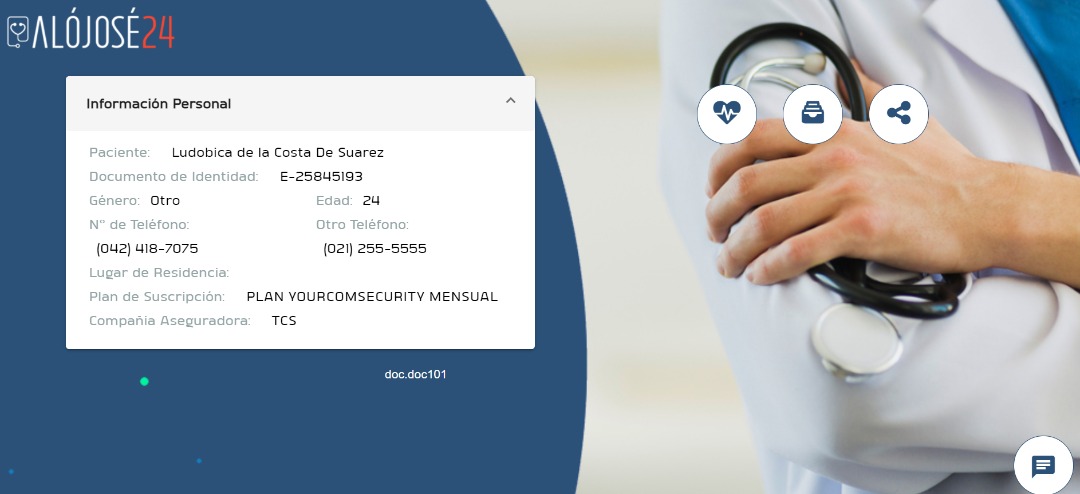 ALÓJOSÉ24
Información Personal
Paciente: Ludobica de la Costa De Suarez
Documento de Identidad: E-25845193
Género: Otro Edad: 24
N° de Teléfono: Otro Teléfono:
(042) 418-7075 (021) 255-5555
Lugar de Residencia:
Plan de Suscripción: PLAN YOURCOMSECURITY MENSUAL
Compañia Aseguradora: TCS
doc.doc101